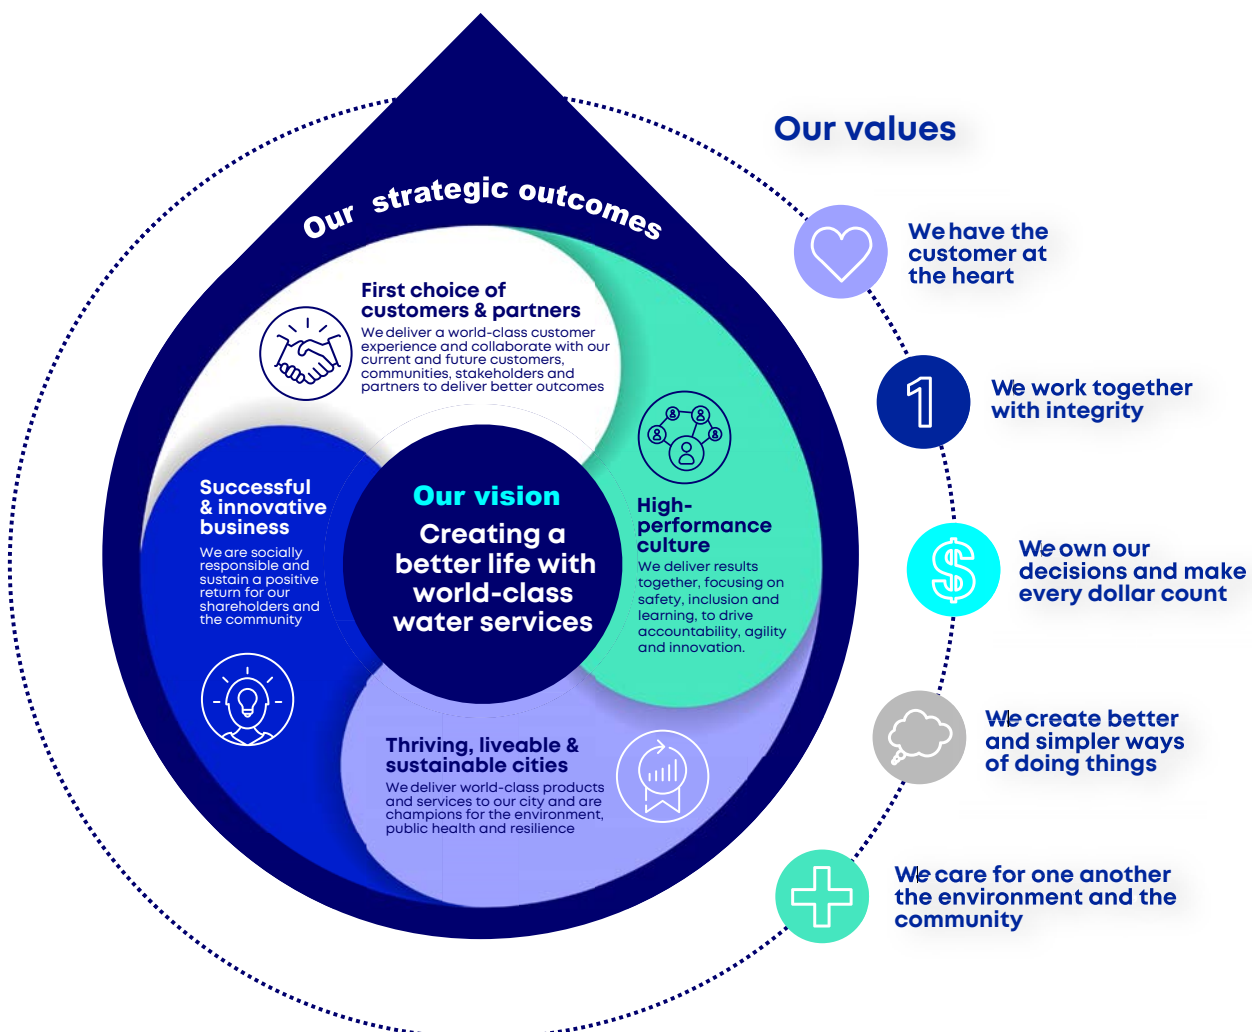 Our values
Our strategic outcomes
We have the
customer at
the heart
First choice of
customers & partners
We deliver a world-class customer
experience and collaborate with our
current and future customers,
communities, stakeholders and
partners to deliver better outcomes
1
We work together
with integrity
Successful
& innovative
business
We are socially
responsible and
sustain a positive
return for our
shareholders and
the community
Our vision
Creating a
better life with
world-class
water services
High-
performance
culture
We deliver results
together, focusing on
safety, inclusion and
learning, to drive
accountability, agility
and innovation.
$
We own our
decisions and make
every dollar count
Thriving, liveable &
sustainable cities
We deliver world-class products
and services to our city and are
champions for the environment,
public health and resilience
We create better
and simpler ways
of doing things
We care for one another
the environment and the
community